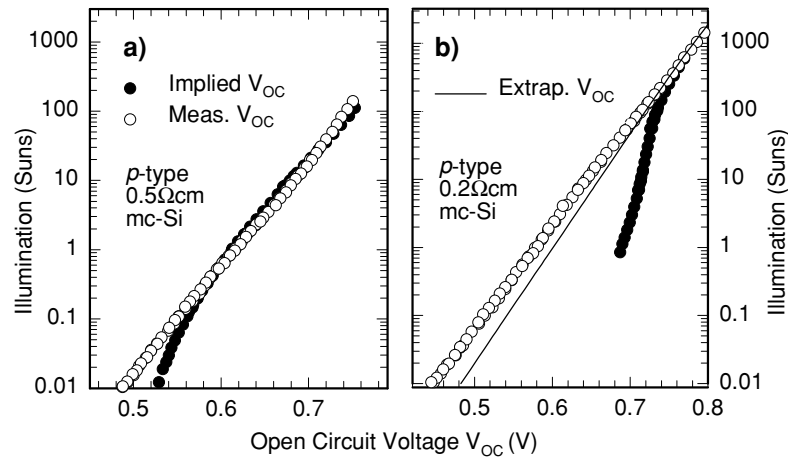 a)
b)
1000
100
10
1
0.1
0.01
Illumination (Suns)
Implied V_OC
Meas. V_OC
p-type
0.5Ωcm
mc-Si
Extrap. V_OC
p-type
0.2Ωcm
mc-Si
1000
100
10
1
0.1
0.01
Illumination (Suns)
0.5
0.6
0.7
0.5
0.6
0.7
0.8
Open Circuit Voltage V_OC (V)